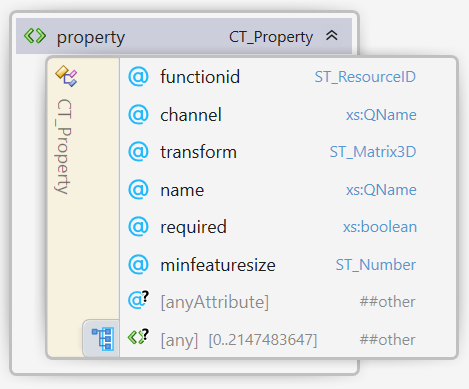 property CT_Property
CT_Property
functionid ST_ResourceID
channel xs:QName
transform ST_Matrix3D
name xs:QName
required xs:boolean
minfeaturesize ST_Number
[anyAttribute] ##other
[any] [0..2147483647] ##other